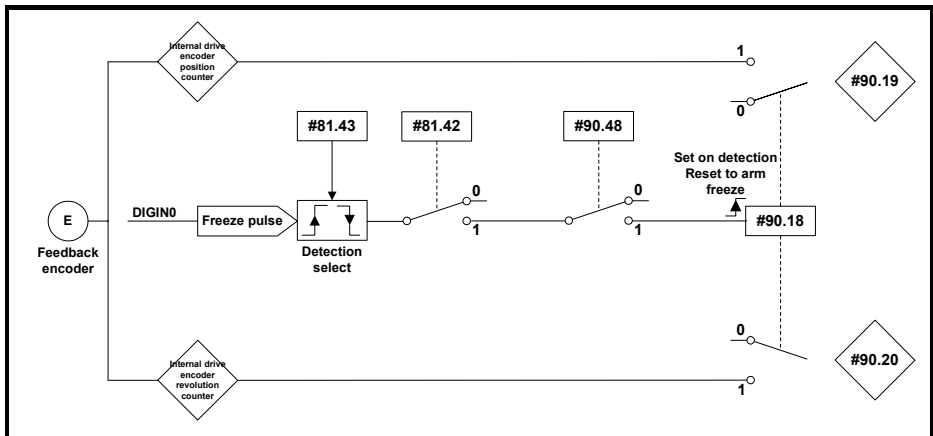 Internal drive
encoder
position
counter
1
0
#90.19
#81.43
#81.42
#90.48
Set on detection
Reset to arm
freeze
E
Feedback
encoder
DIGIN0
Freeze pulse
Detection
select
0
1
0
1
#90.18
Internal drive
encoder
revolution
counter
0
1
#90.20